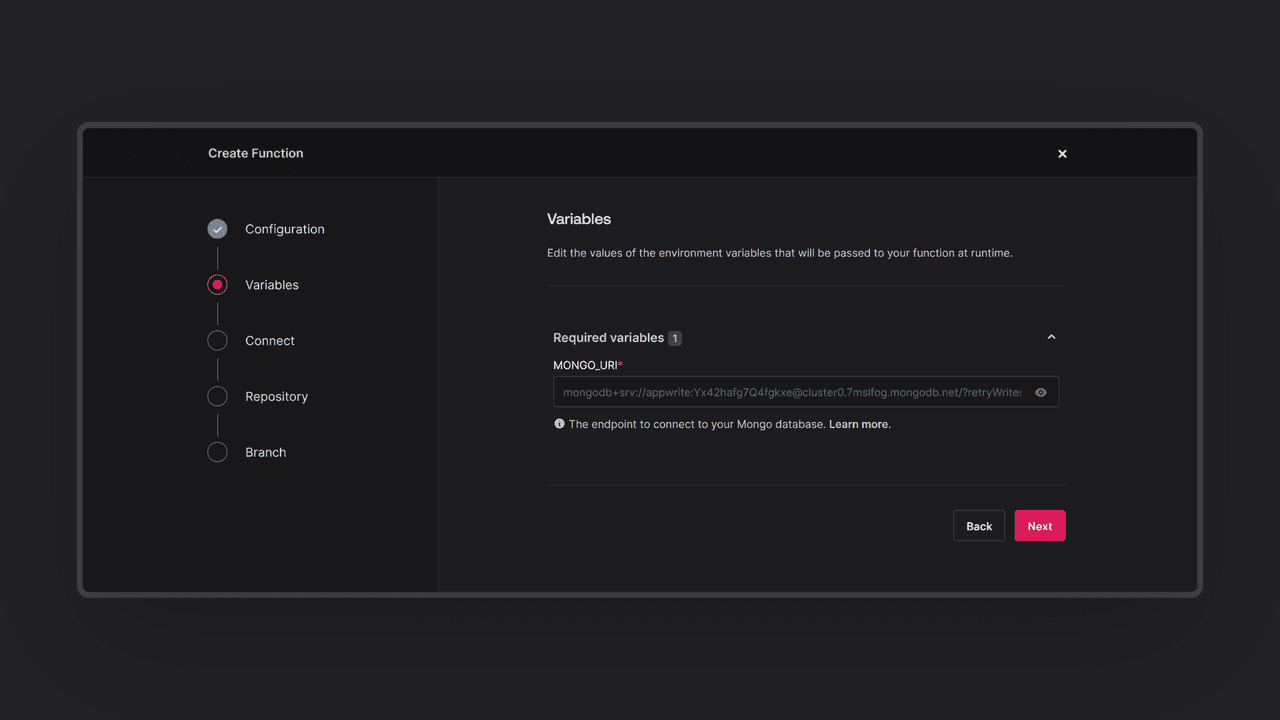 Create Function
Configuration
Variables
Connect
Repository
Branch
Variables
Edit the values of the environment variables that will be passed to your function at runtime.
Required variables 1
MONGO_URI*
mongodb+srv://appwrite:Yx42hafg7Q4fgkxe@cluster0.7mslfog.mongodb.net/?retryWrites
The endpoint to connect to your Mongo database. Learn more.
Back
Next